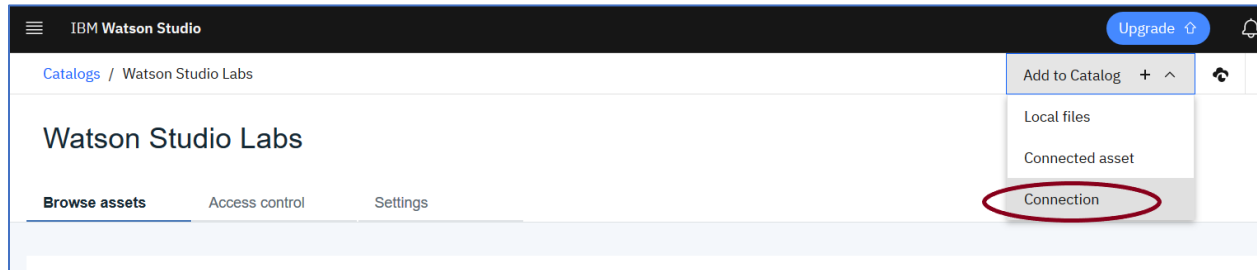 IBM Watson Studio
Upgrade
Catalogs / Watson Studio Labs
Add to Catalog +
Local files
Watson Studio Labs
Connected asset
Browse assets Access control Settings
Connection